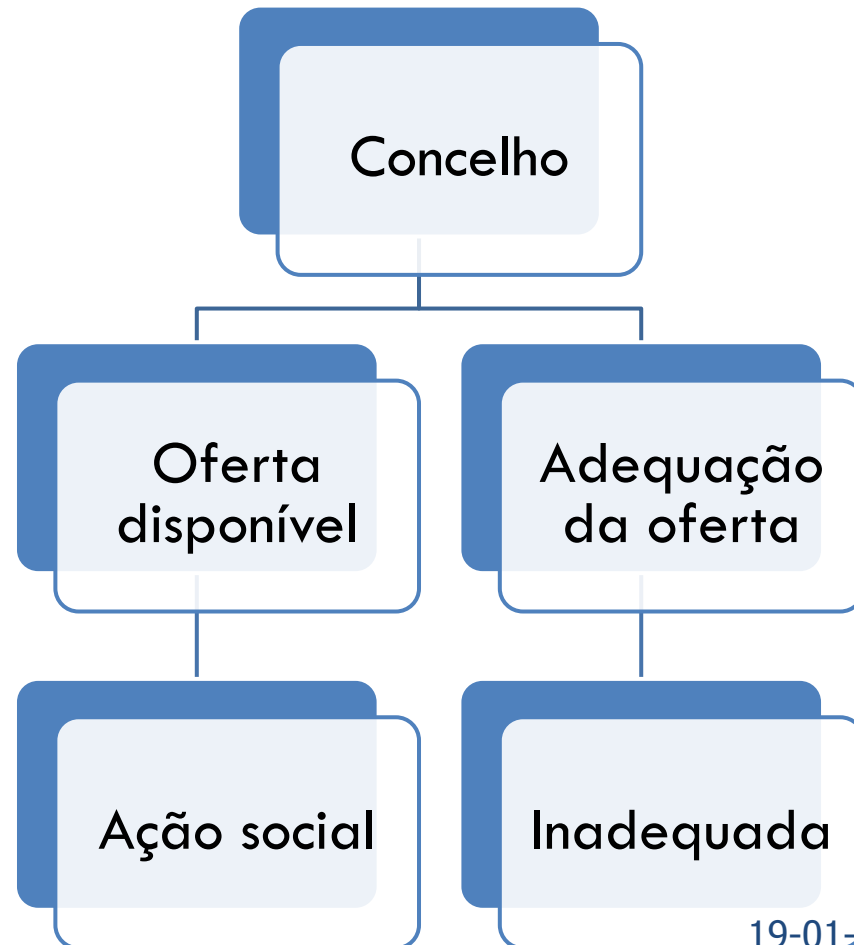 Concelho
Oferta
disponível
Adequação
da oferta
Ação social
Inadequada
19-01-